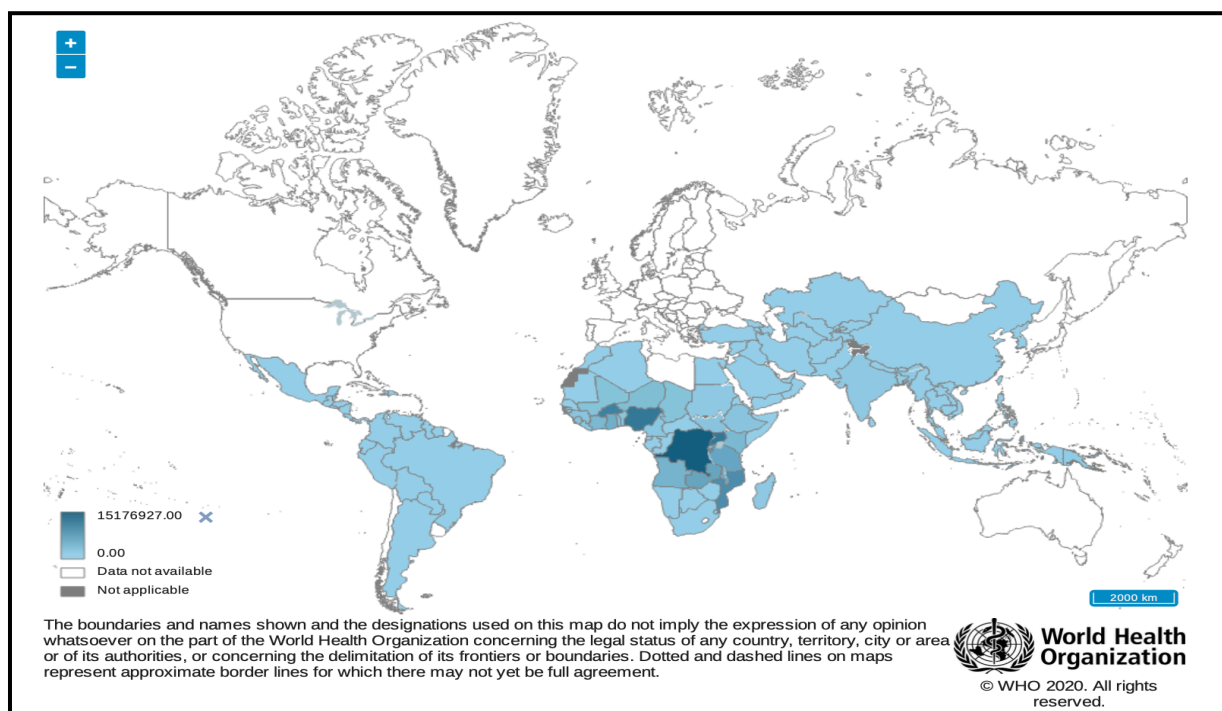 +
−
15176927.00
0.00
Data not available
Not applicable
2000 km
The boundaries and names shown and the designations used on this map do not imply the expression of any opinion
whatsoever on the part of the World Health Organization concerning the legal status of any country, territory, city or area
or of its authorities, or concerning the delimitation of its frontiers or boundaries. Dotted and dashed lines on maps
represent approximate border lines for which there may not yet be full agreement.
World Health
Organization
© WHO 2020. All rights
reserved.